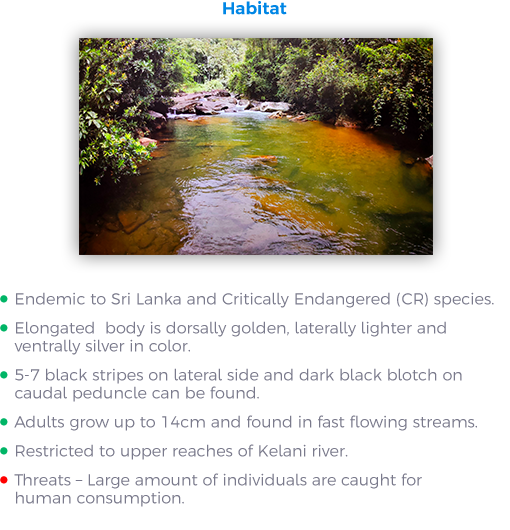 Habitat
Endemic to Sri Lanka and Critically Endangered (CR) species.
Elongated  body is dorsally golden, laterally lighter and
ventrally silver in color.
5-7 black stripes on lateral side and dark black blotch on
caudal peduncle can be found.
Adults grow up to 14cm and found in fast flowing streams.
Restricted to upper reaches of Kelani river.
Threats – Large amount of individuals are caught for
human consumption.